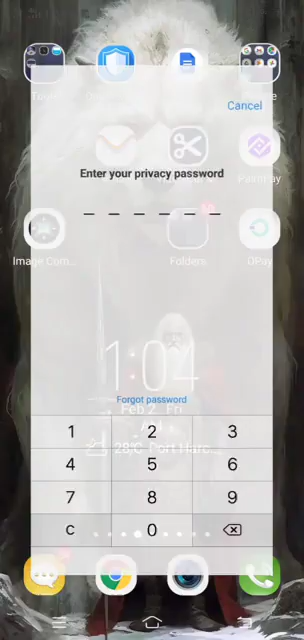 Cancel
Enter your privacy password
PalmPay
Image Com...
Folders
OPay
1:04
Forgot password
Feb 2, Fri
28°C Port Harc...
1 2 3
4 5 6
7 8 9
C 0